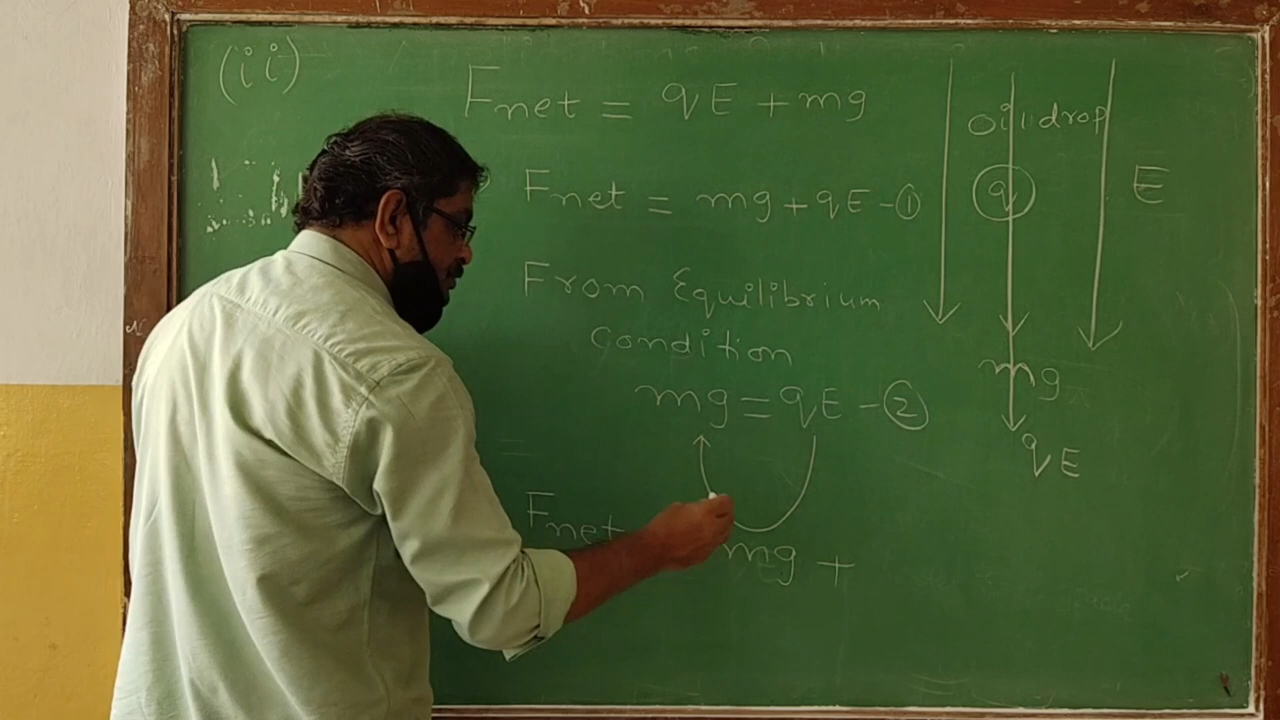 (ii)
Fnet = qE + mg
Fnet = mg + qE - ①
From Equilibrium
Condition
mg = qE - ②
Fnet mg +
oil drop
q
E
mg
qE